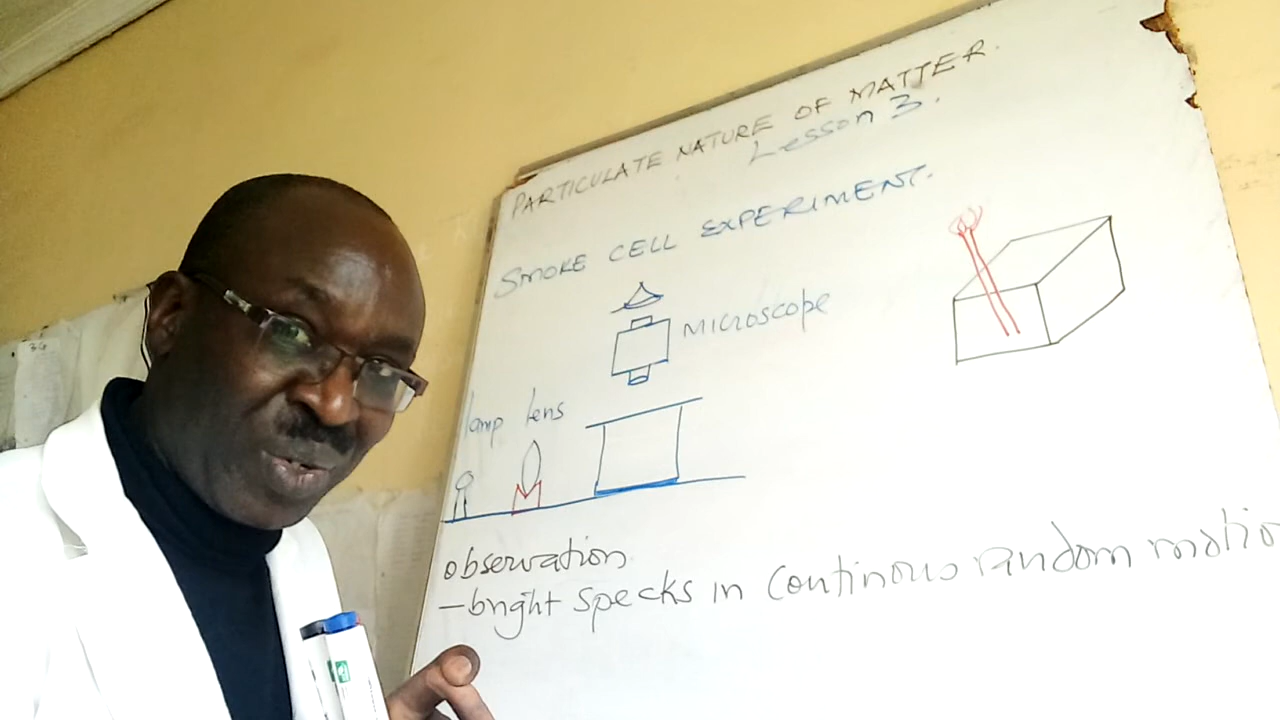 PARTICULATE NATURE OF MATTER.
Lesson 3.
SMOKE CELL EXPERIMENT.
Microscope
lamp lens
observation
–bright specks in continous random motio